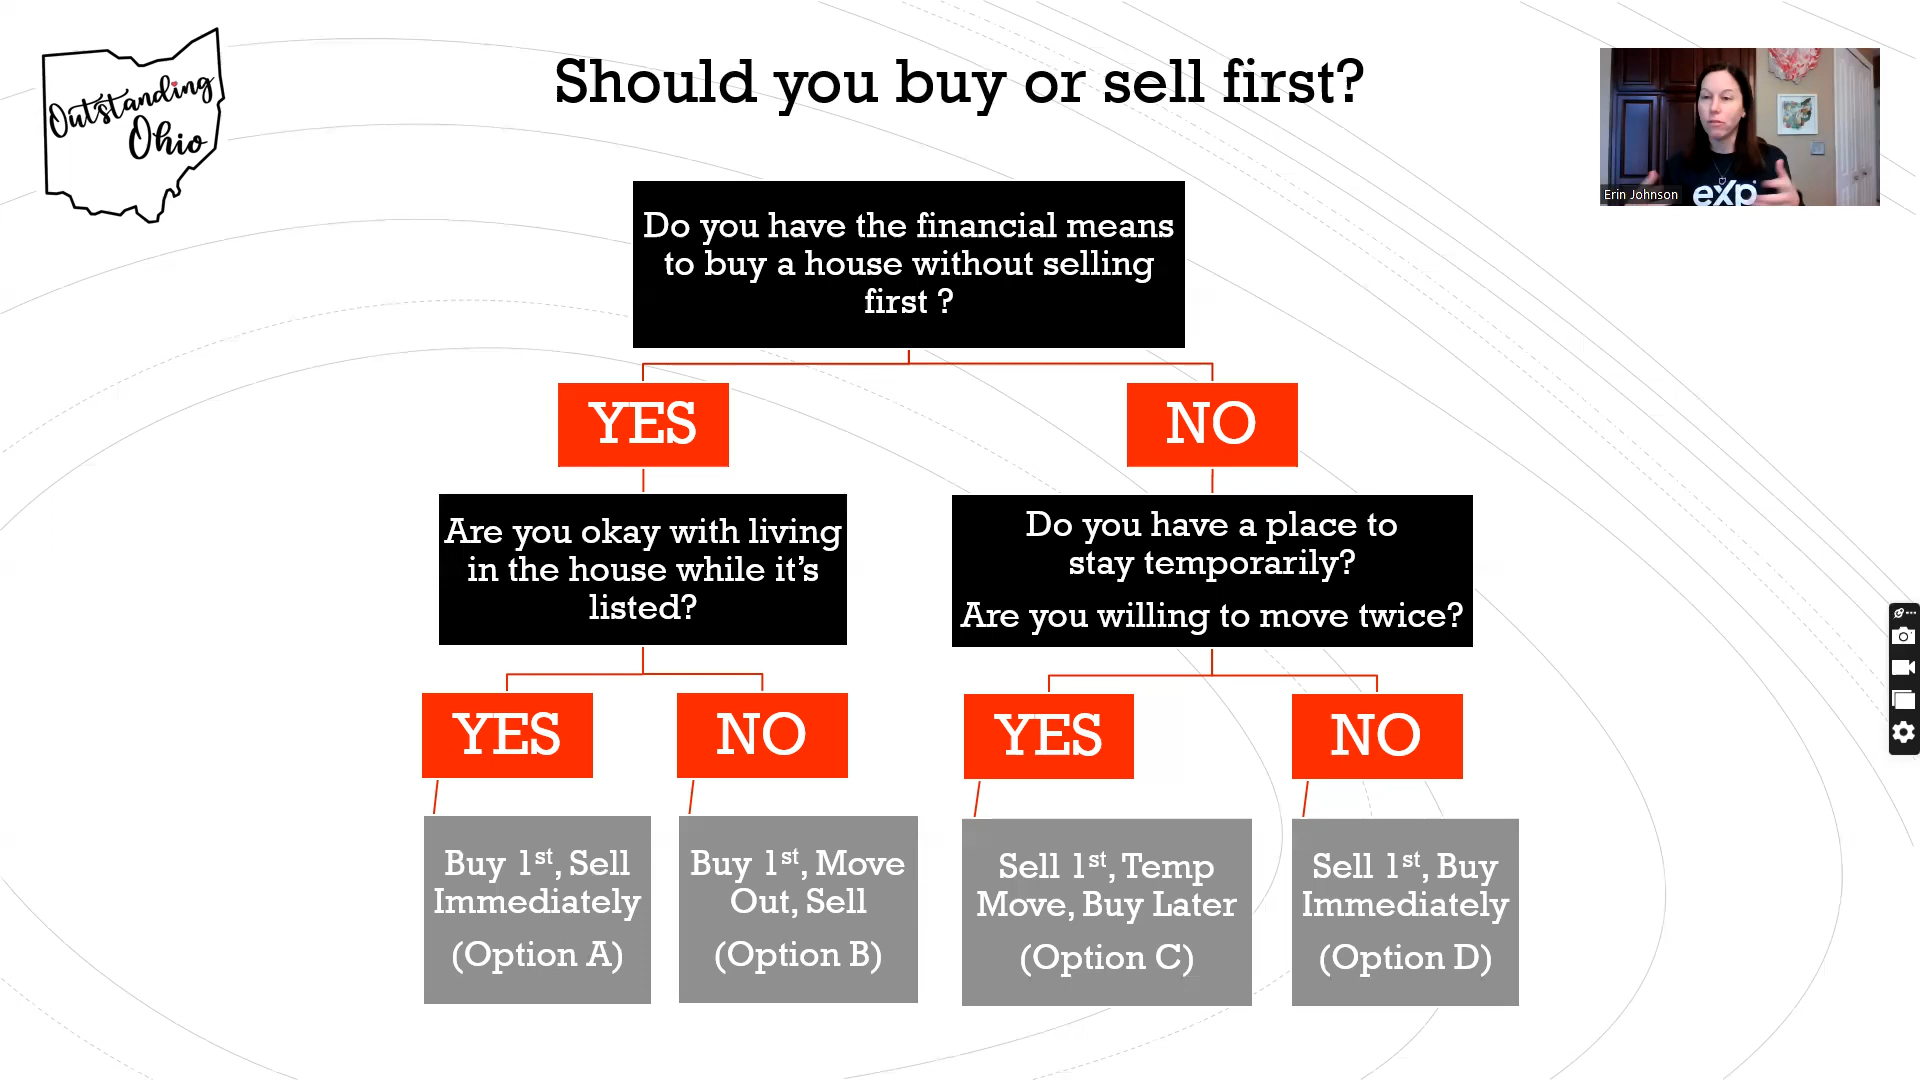 Outstanding
Ohio
Should you buy or sell first?
Erin Johnson
eXp
Do you have the financial means
to buy a house without selling
first ?
YES
NO
Are you okay with living
in the house while it's
listed?
Do you have a place to
stay temporarily?
Are you willing to move twice?
YES
NO
YES
NO
Buy 1st, Sell
Immediately
(Option A)
Buy 1st, Move
Out, Sell
(Option B)
Sell 1st, Temp
Move, Buy Later
(Option C)
Sell 1st, Buy
Immediately
(Option D)